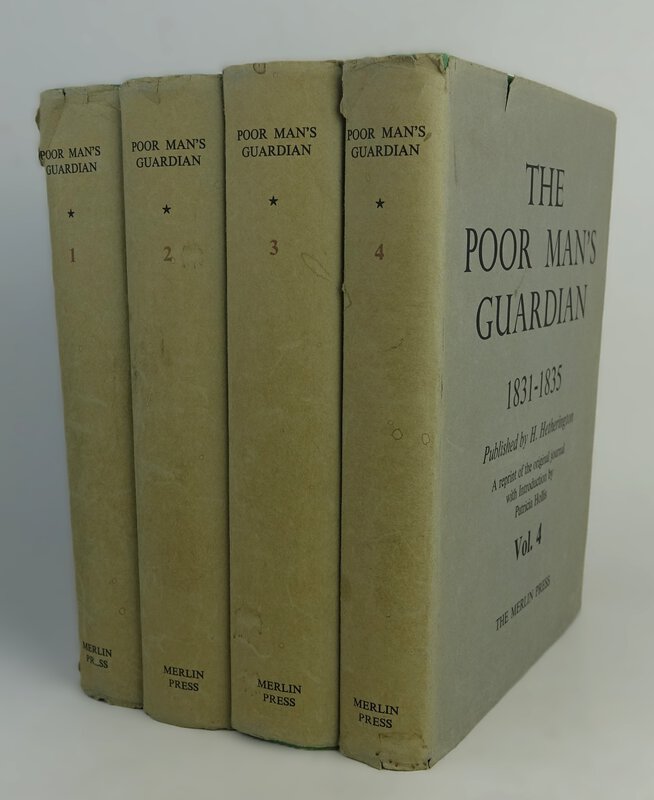 POOR MAN'S
GUARDIAN
★
1
MERLIN
PRESS
POOR MAN'S
GUARDIAN
★
2
MERLIN
PRESS
POOR MAN'S
GUARDIAN
★
3
MERLIN
PRESS
POOR MAN'S
GUARDIAN
★
4
MERLIN
PRESS
THE
POOR MAN'S
GUARDIAN
1831-1835
Published by H. Hetherington
A reprint of the original journal
with Introduction by
Patricia Hollis
Vol. 4
THE MERLIN PRESS